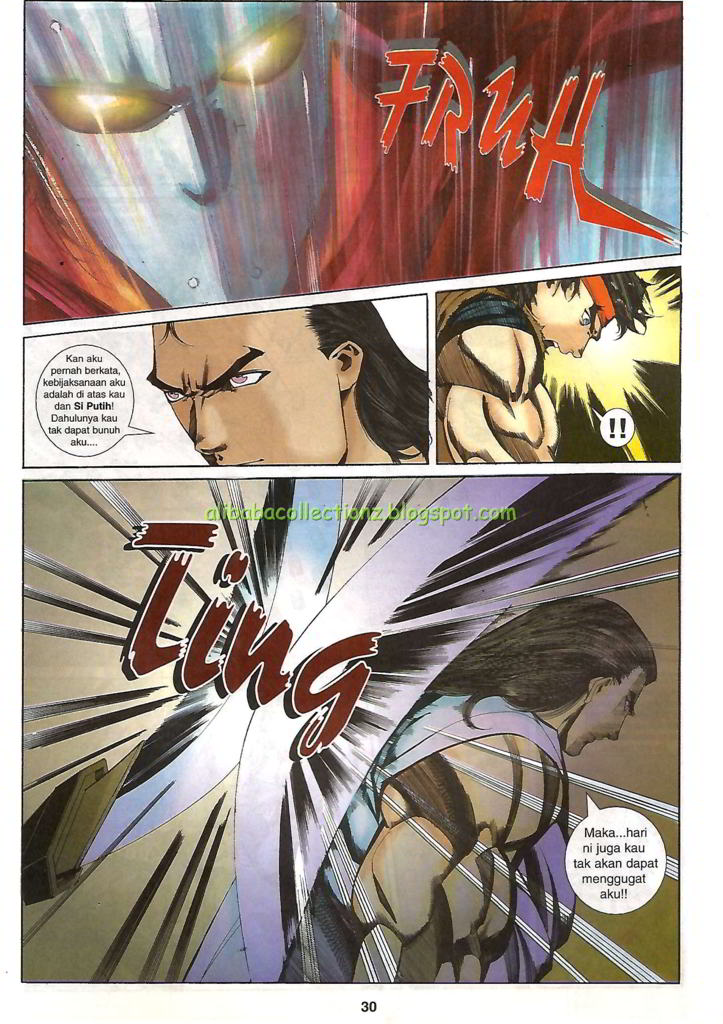 FRUH
Kan aku
pernah berkata,
kebijaksanaan aku
adalah di atas kau
dan Si Putih!
Dahulunya kau
tak dapat bunuh
aku....
!!
alibabacollectionz.blogspot.com
Ting
Maka...hari
ni juga kau
tak akan dapat
menggugat
aku!!
30